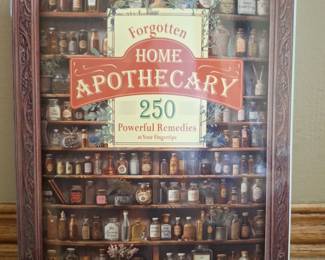 Forgotten
HOME
APOTHECARY
250
Powerful Remedies
at Your Fingertips